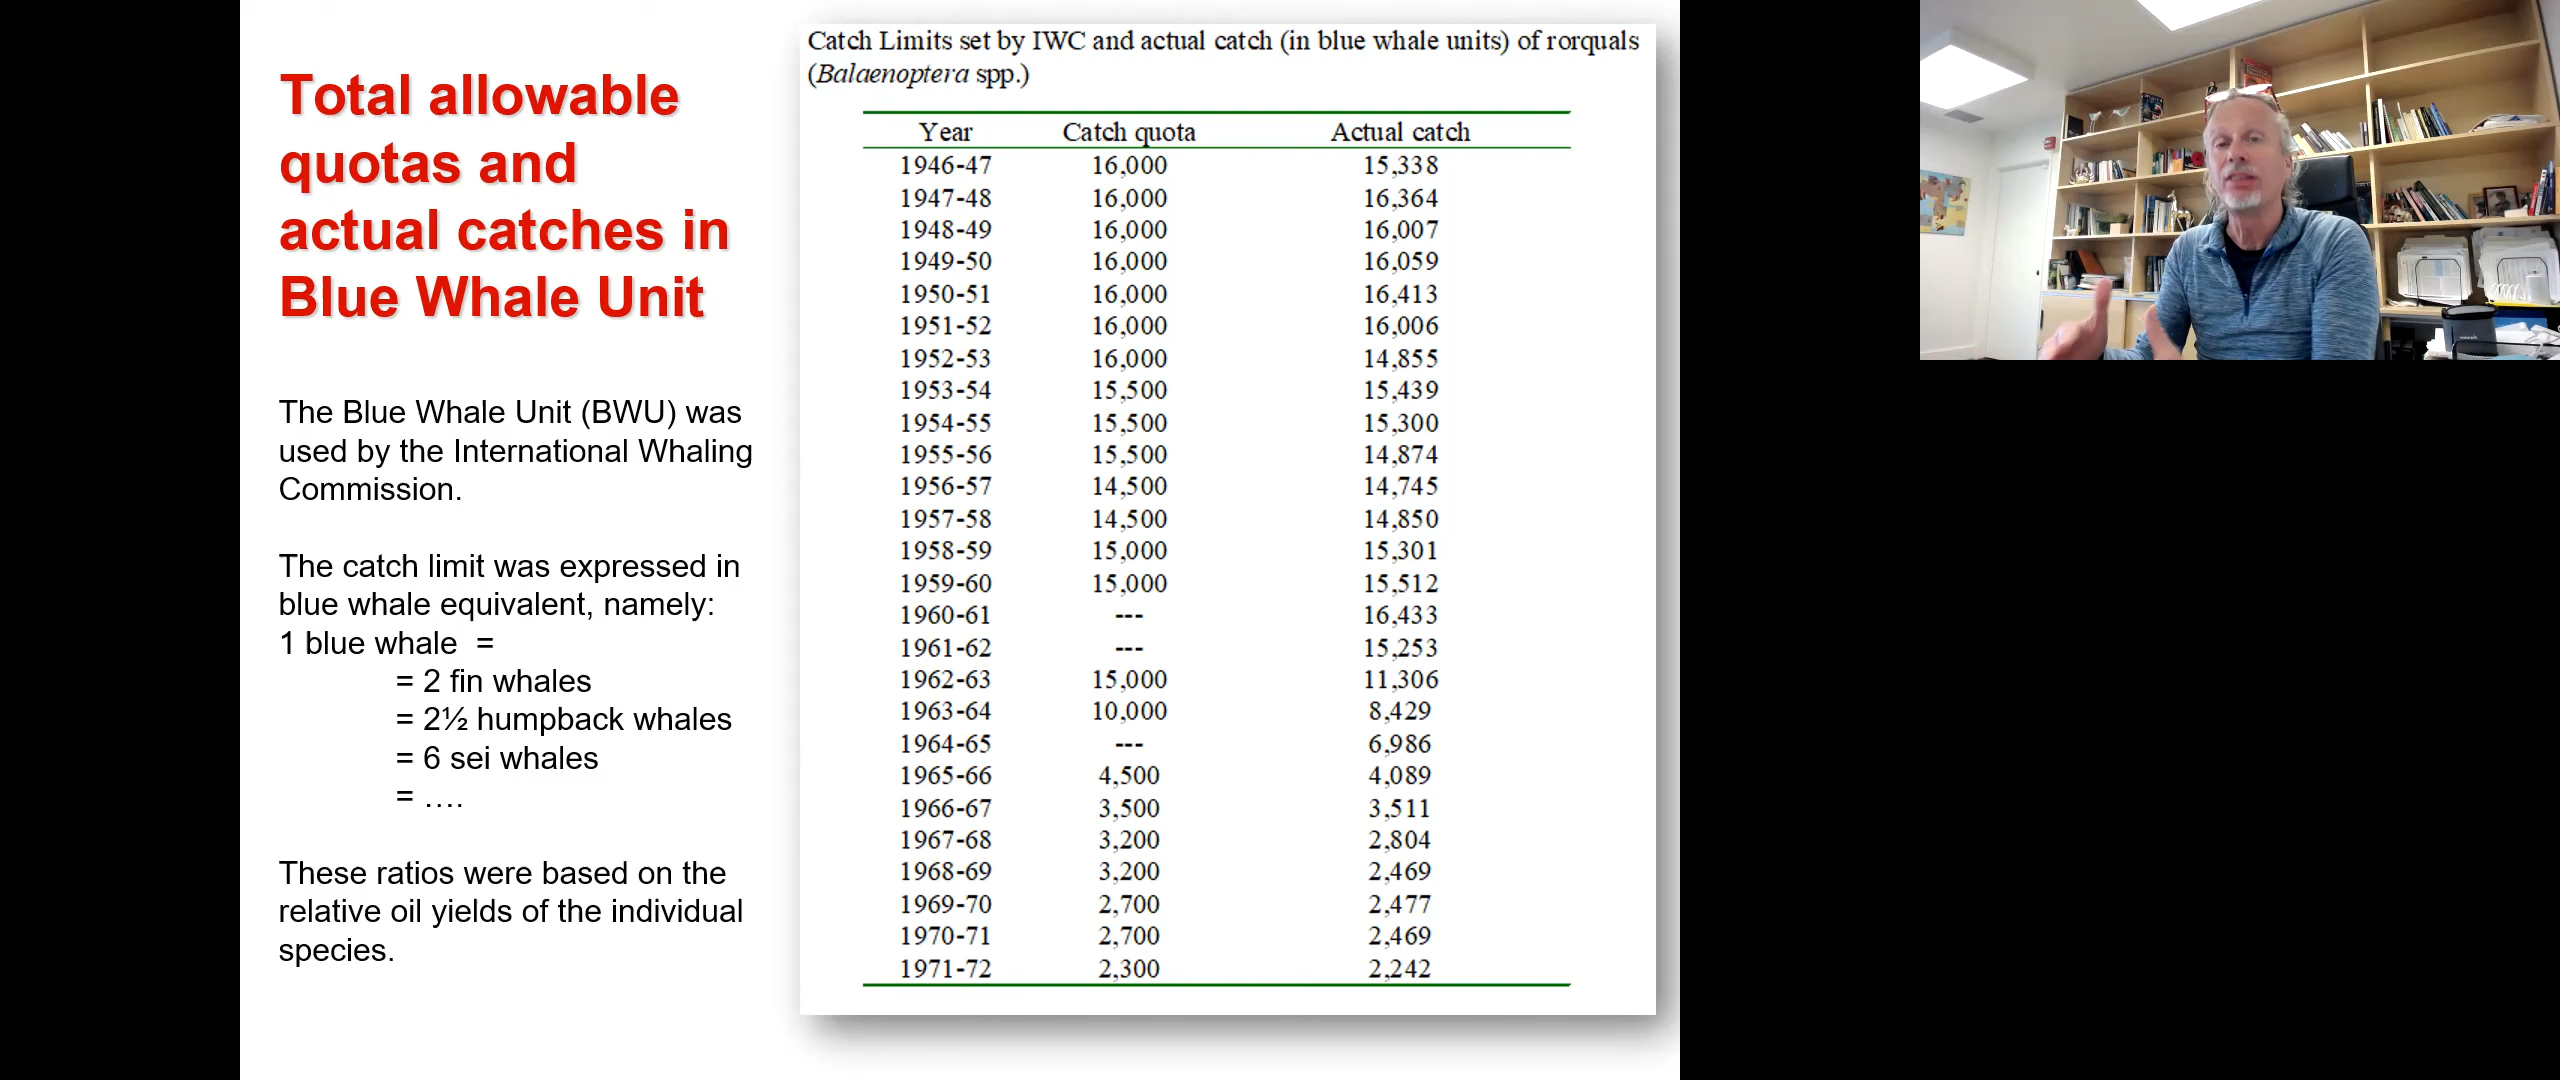 Total allowable
quotas and
actual catches in
Blue Whale Unit
The Blue Whale Unit (BWU) was
used by the International Whaling
Commission.
The catch limit was expressed in
blue whale equivalent, namely:
1 blue whale =
= 2 fin whales
= 2½ humpback whales
= 6 sei whales
= ….
These ratios were based on the
relative oil yields of the individual
species.
Catch Limits set by IWC and actual catch (in blue whale units) of rorquals
(Balaenoptera spp.)
Year Catch quota Actual catch
1946-47 16,000 15,338
1947-48 16,000 16,364
1948-49 16,000 16,007
1949-50 16,000 16,059
1950-51 16,000 16,413
1951-52 16,000 16,006
1952-53 16,000 14,855
1953-54 15,500 15,439
1954-55 15,500 15,300
1955-56 15,500 14,874
1956-57 14,500 14,745
1957-58 14,500 14,850
1958-59 15,000 15,301
1959-60 15,000 15,512
1960-61 --- 16,433
1961-62 --- 15,253
1962-63 15,000 11,306
1963-64 10,000 8,429
1964-65 --- 6,986
1965-66 4,500 4,089
1966-67 3,500 3,511
1967-68 3,200 2,804
1968-69 3,200 2,469
1969-70 2,700 2,477
1970-71 2,700 2,469
1971-72 2,300 2,242